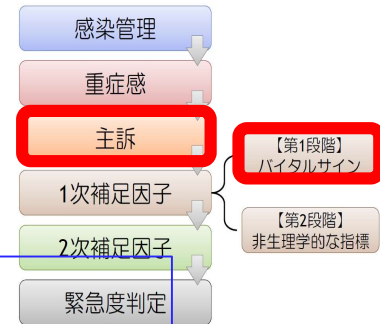 感染管理
重症感
主訴
【第1段階】
バイタルサイン
1次補足因子
【第2段階】
非生理学的な指標
2次補足因子
緊急度判定